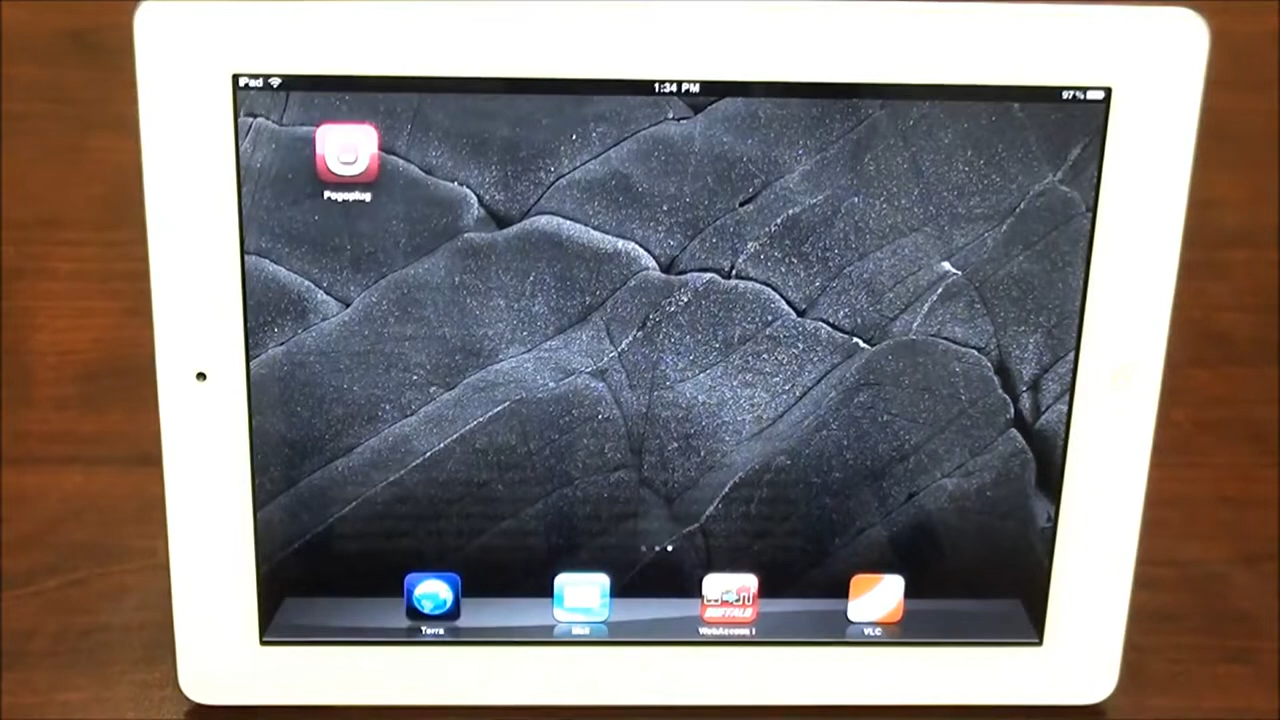 iPad
1:34 PM
97%
Pogoplug
Terra
Mail
BUFFALO
WebAccess i
VLC